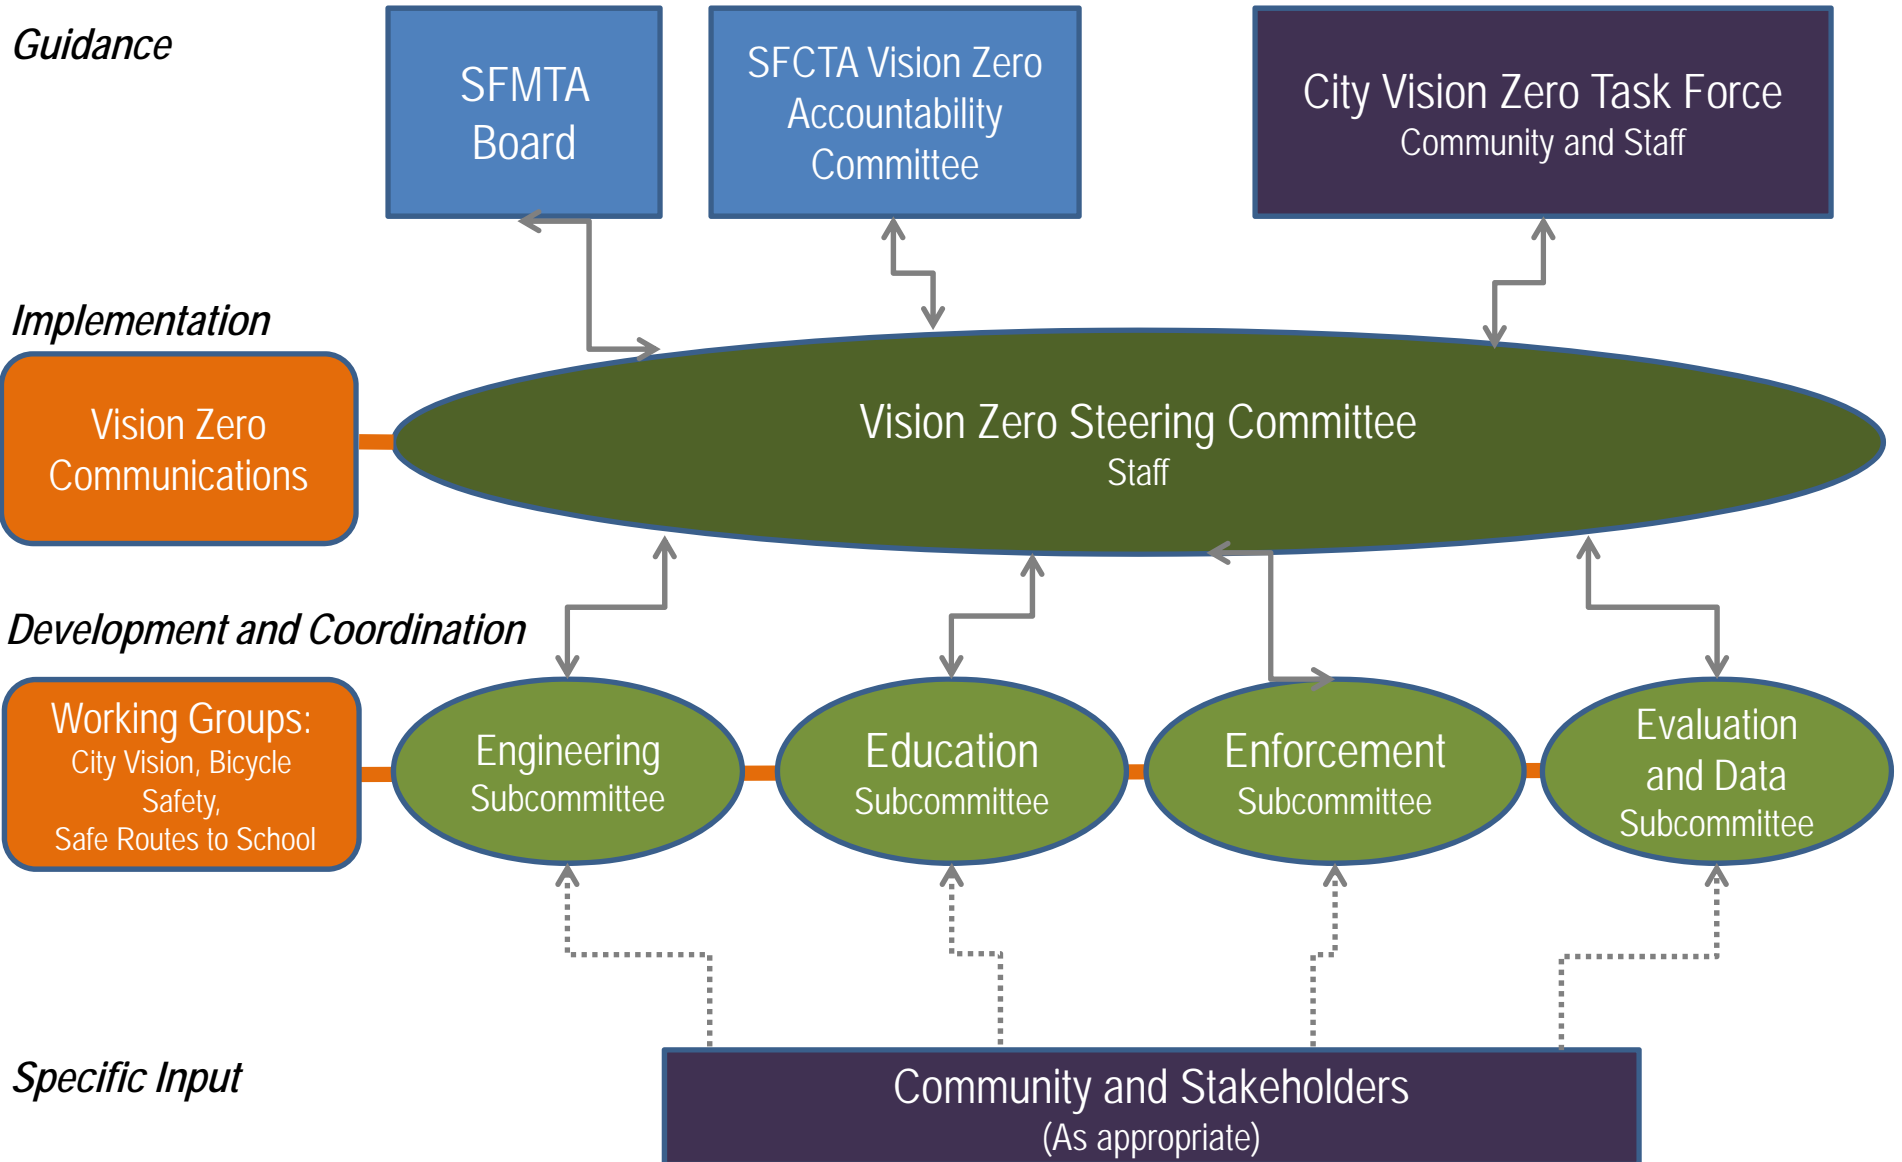 Guidance
SFMTA
Board
SFCTA Vision Zero
Accountability
Committee
City Vision Zero Task Force
Community and Staff
Implementation
Vision Zero
Communications
Vision Zero Steering Committee
Staff
Development and Coordination
Working Groups:
City Vision, Bicycle
Safety,
Safe Routes to School
Engineering
Subcommittee
Education
Subcommittee
Enforcement
Subcommittee
Evaluation
and Data
Subcommittee
Specific Input
Community and Stakeholders
(As appropriate)